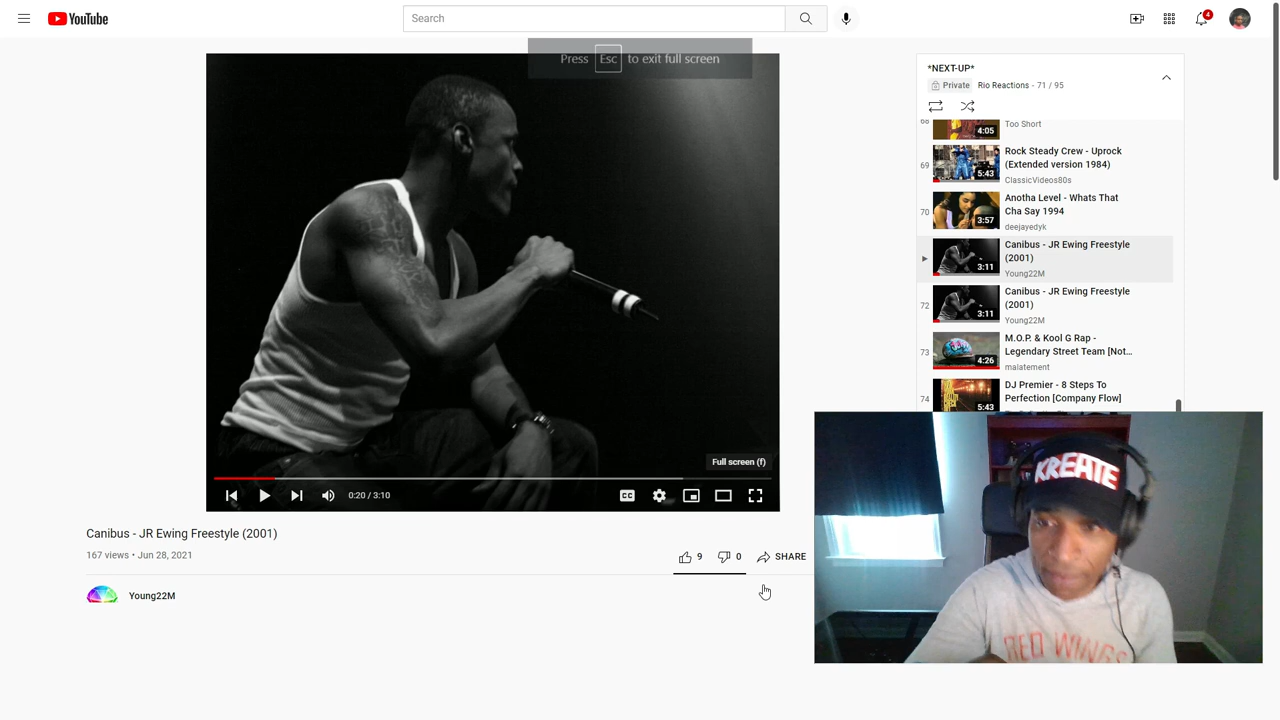 YouTube
Search
4
Press Esc to exit full screen
Full screen (f)
0:20 / 3:10
CC
Canibus - JR Ewing Freestyle (2001)
167 views • Jun 28, 2021
9
0
SHARE
Young22M
*NEXT-UP*
Private
Rio Reactions - 71 / 95
68
4:05
Too Short
69
5:43
Rock Steady Crew - Uprock
(Extended version 1984)
ClassicVideos80s
70
3:57
Anotha Level - Whats That
Cha Say 1994
deejayedyk
3:11
Canibus - JR Ewing Freestyle
(2001)
Young22M
72
3:11
Canibus - JR Ewing Freestyle
(2001)
Young22M
73
4:26
M.O.P. & Kool G Rap -
Legendary Street Team [Not...
malatement
74
5:43
DJ Premier - 8 Steps To
Perfection [Company Flow]
KREATE
RED WINGS